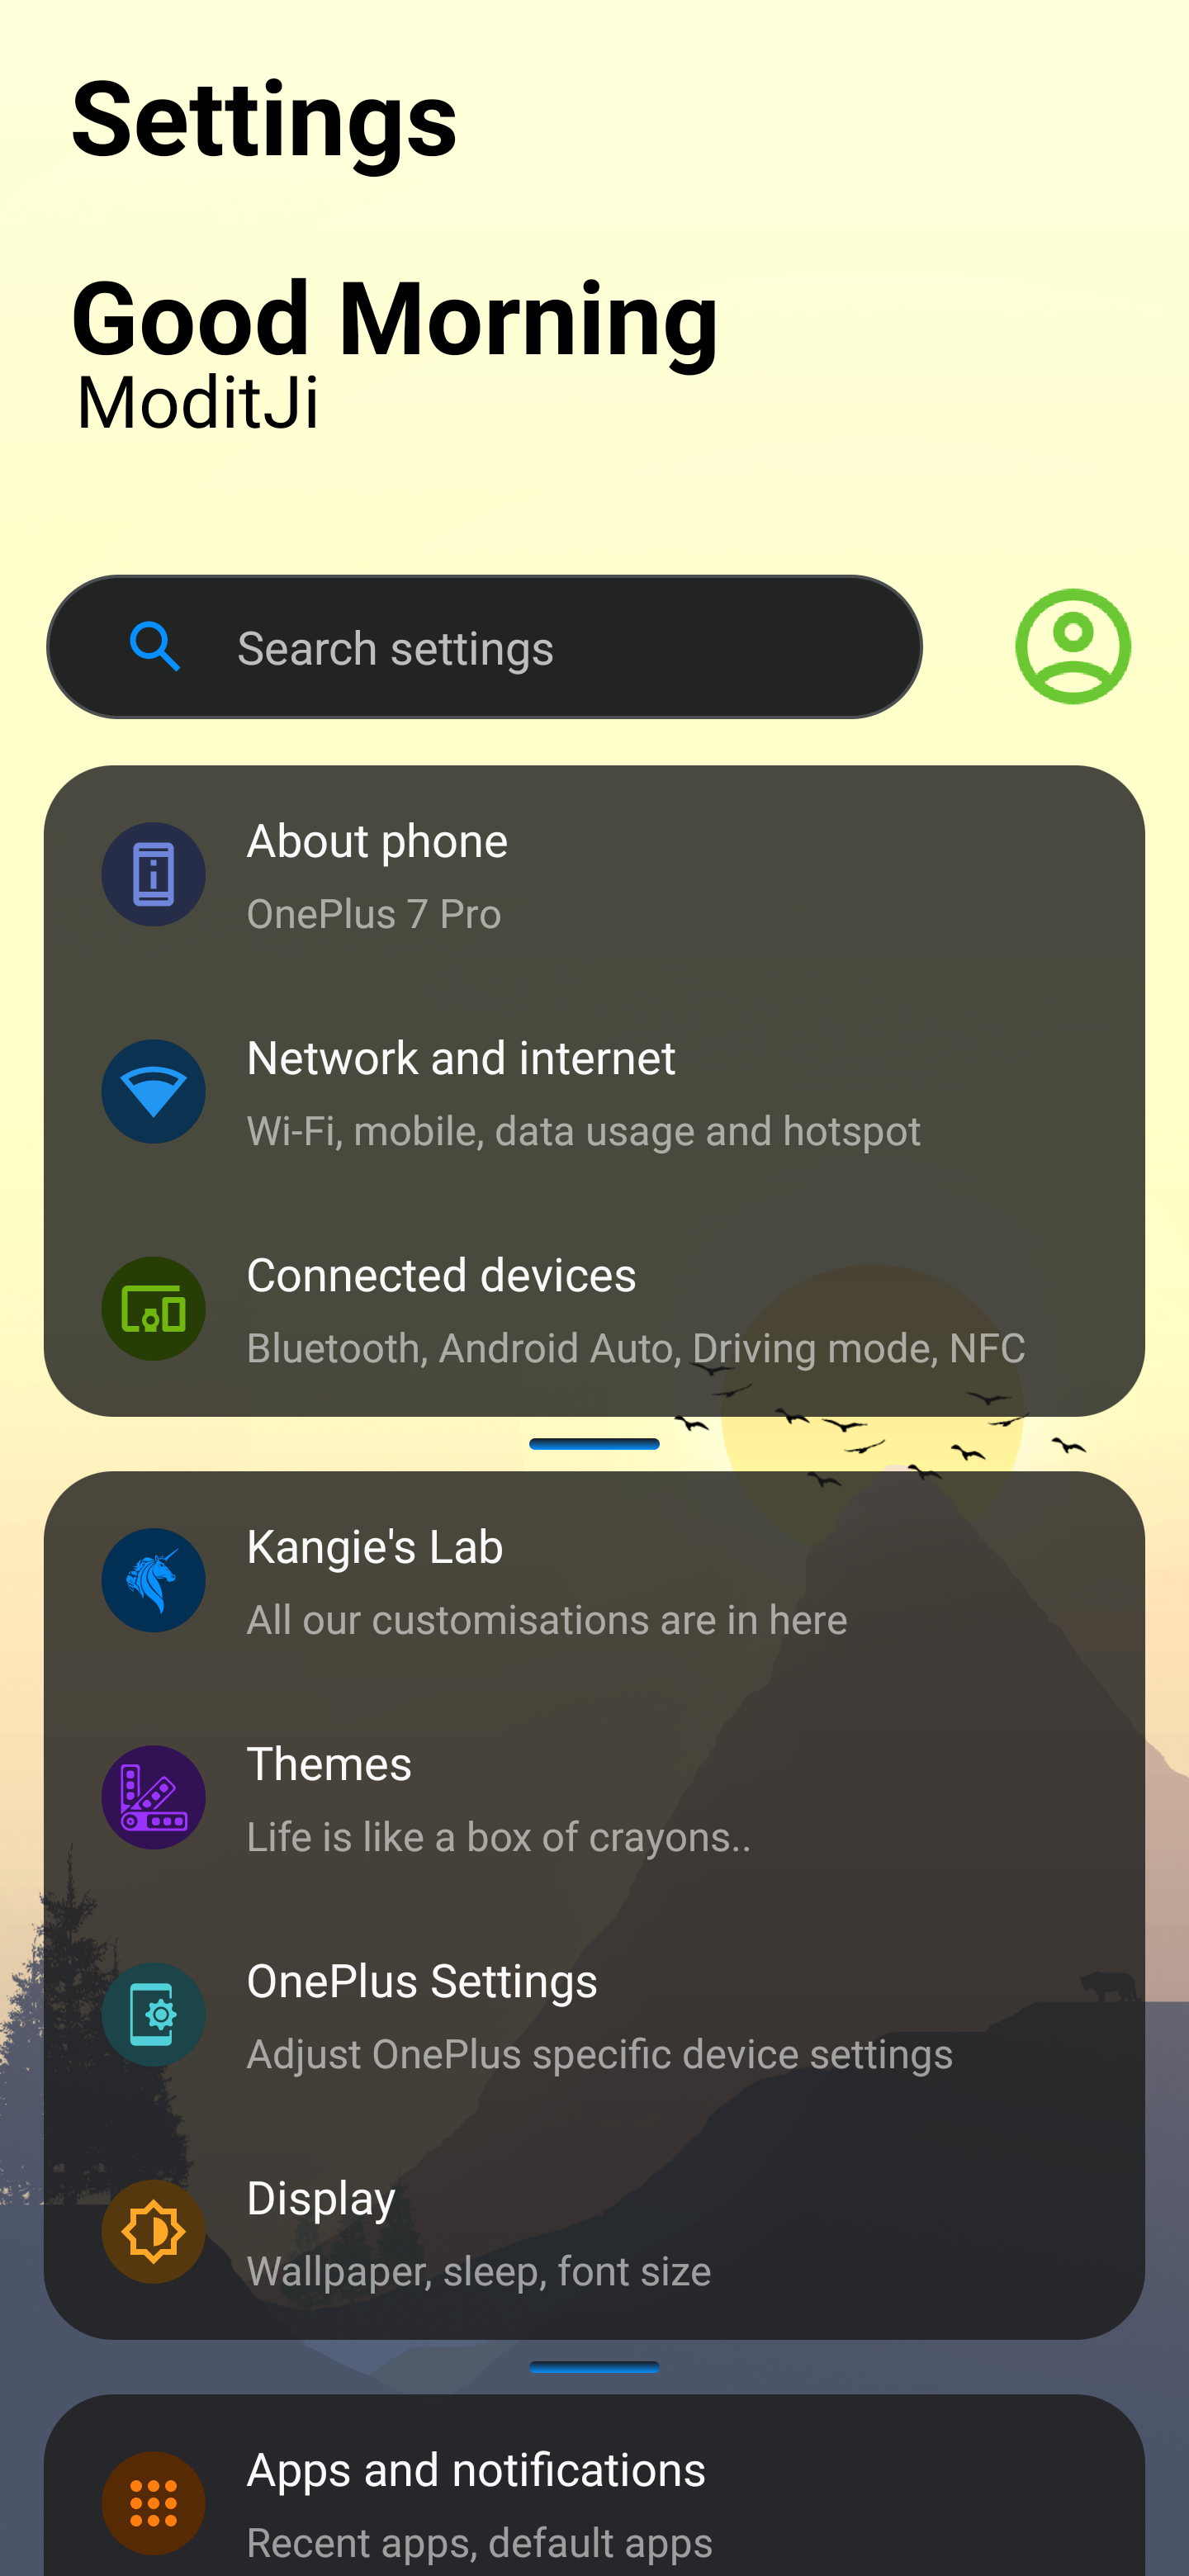 Settings
Good Morning
ModitJi
Search settings
About phone
OnePlus 7 Pro
Network and internet
Wi-Fi, mobile, data usage and hotspot
Connected devices
Bluetooth, Android Auto, Driving mode, NFC
Kangie's Lab
All our customisations are in here
Themes
Life is like a box of crayons..
OnePlus Settings
Adjust OnePlus specific device settings
Display
Wallpaper, sleep, font size
Apps and notifications
Recent apps, default apps